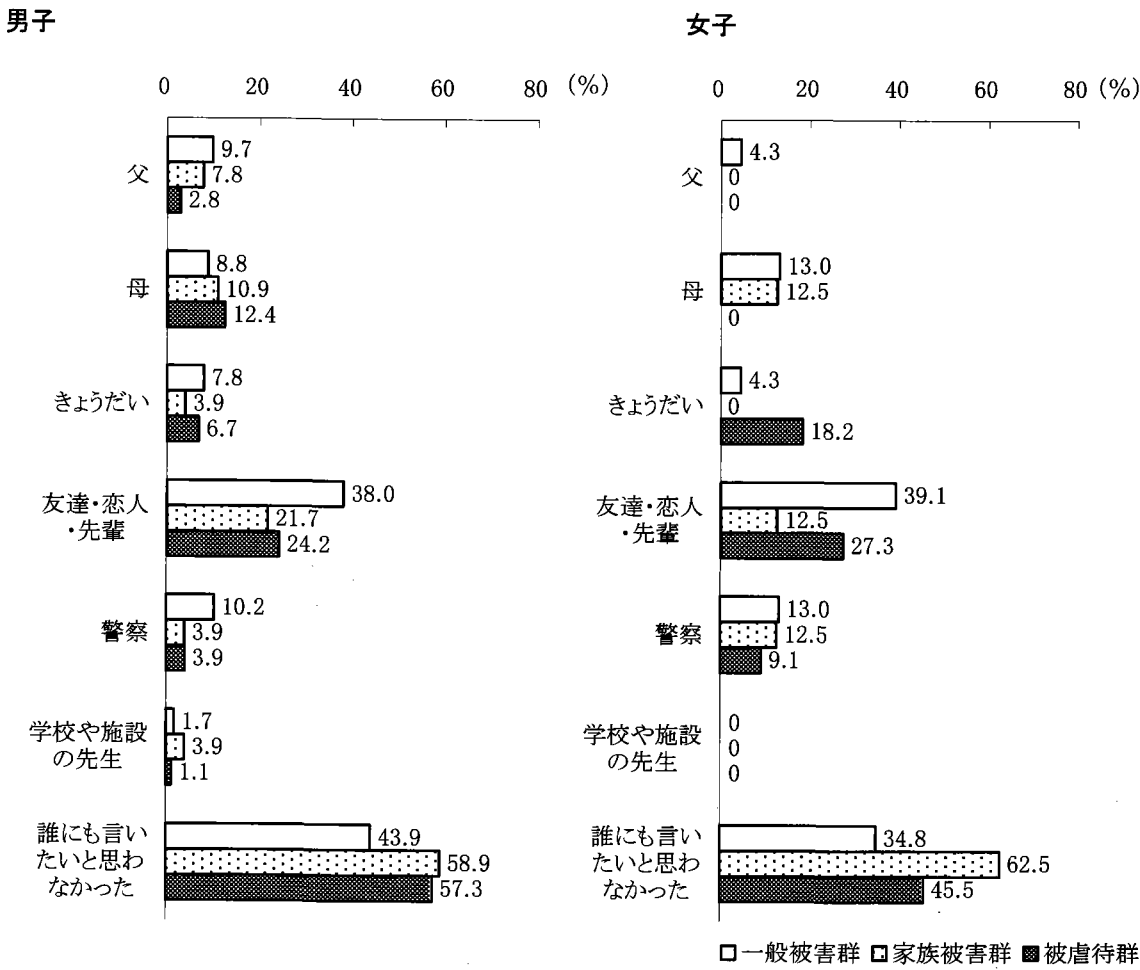 男子
0 20 40 60 80 (%)
父
9.7
7.8
2.8
母
8.8
10.9
12.4
きょうだい
7.8
3.9
6.7
友達・恋人
・先輩
38.0
21.7
24.2
警察
10.2
3.9
3.9
学校や施設
の先生
1.7
3.9
1.1
誰にも言い
たいと思わ
なかった
43.9
58.9
57.3
女子
0 20 40 60 80 (%)
父
4.3
0
0
母
13.0
12.5
0
きょうだい
4.3
0
18.2
友達・恋人
・先輩
39.1
12.5
27.3
警察
13.0
12.5
9.1
学校や施設
の先生
0
0
0
誰にも言い
たいと思わ
なかった
34.8
62.5
45.5
一般被害群 家族被害群 被虐待群